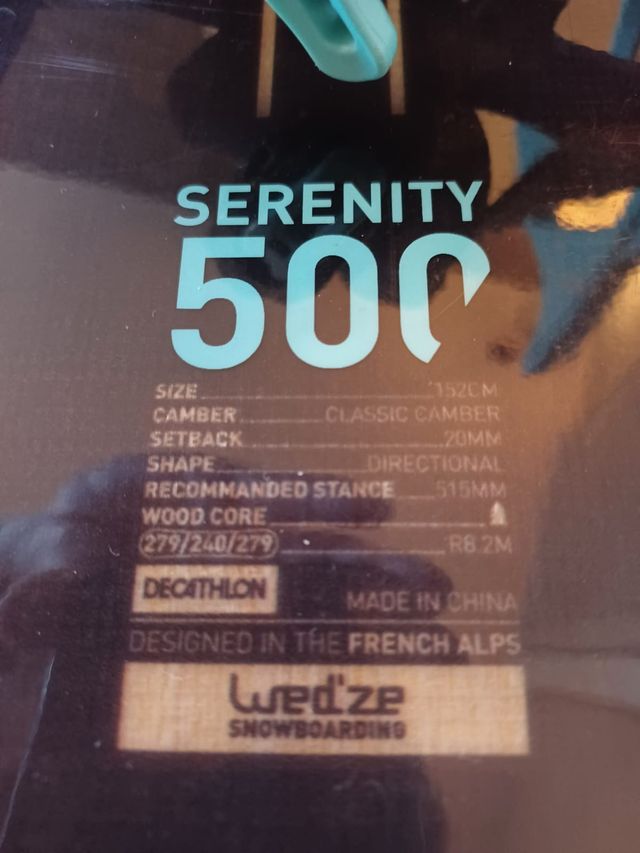 SERENITY
500
SIZE 152CM
CAMBER CLASSIC CAMBER
SETBACK 20MM
SHAPE DIRECTIONAL
RECOMMANDED STANCE 515MM
WOOD CORE
279/240/279 R8.2M
DECATHLON MADE IN CHINA
DESIGNED IN THE FRENCH ALPS
wed'ze
SNOWBOARDING